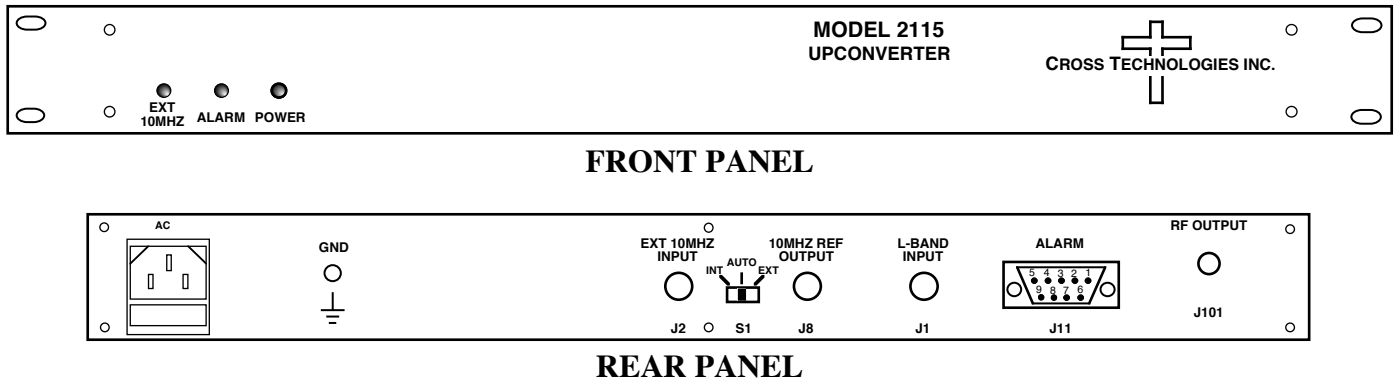 MODEL 2115
UPCONVERTER
CROSS TECHNOLOGIES INC.
EXT
10MHZ
ALARM
POWER
FRONT PANEL
AC
GND
EXT 10MHZ
INPUT
INT
AUTO
EXT
10MHZ REF
OUTPUT
L-BAND
INPUT
ALARM
5 4 3 2 1
9 8 7 6
RF OUTPUT
J2
S1
J8
J1
J11
J101
REAR PANEL